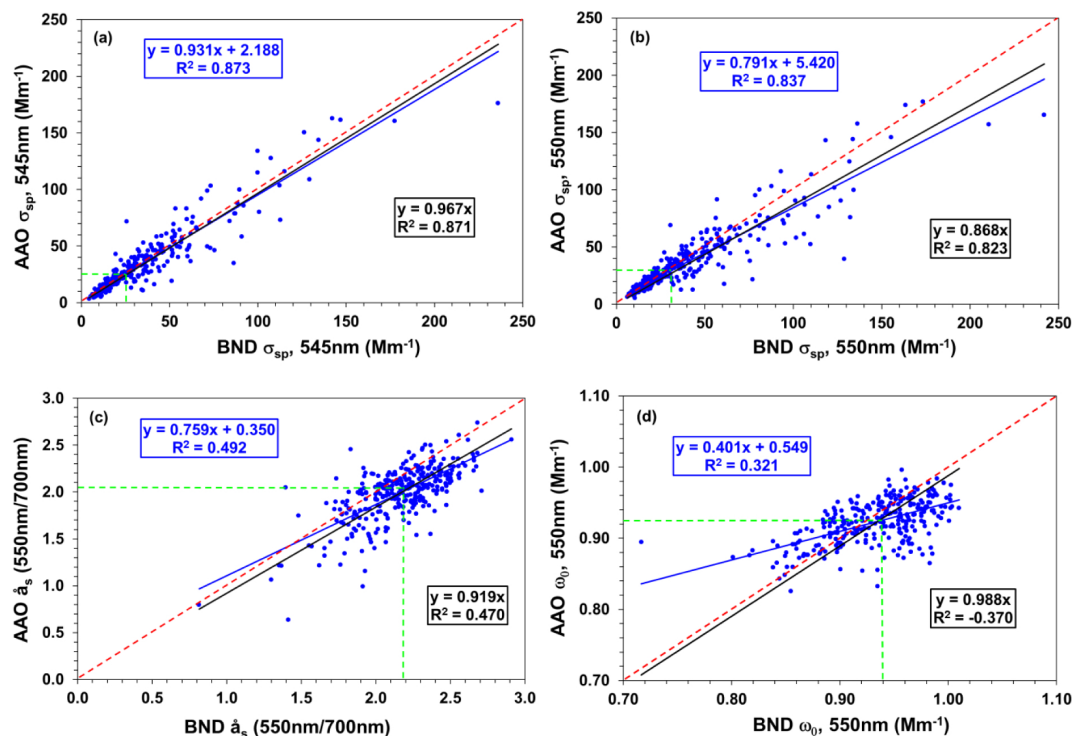 (a)
y = 0.931x + 2.188
R² = 0.873
y = 0.967x
R² = 0.871
250
200
150
100
50
0
0 50 100 150 200 250
AAO σsp, 545nm (Mm⁻¹)
BND σsp, 545nm (Mm⁻¹)
(b)
y = 0.791x + 5.420
R² = 0.837
y = 0.868x
R² = 0.823
250
200
150
100
50
0
0 50 100 150 200 250
AAO σsp, 550nm (Mm⁻¹)
BND σsp, 550nm (Mm⁻¹)
(c)
y = 0.759x + 0.350
R² = 0.492
y = 0.919x
R² = 0.470
3.0
2.5
2.0
1.5
1.0
0.5
0.0
0.0 0.5 1.0 1.5 2.0 2.5 3.0
AAO ås (550nm/700nm)
BND ås (550nm/700nm)
(d)
y = 0.401x + 0.549
R² = 0.321
y = 0.988x
R² = -0.370
1.10
1.00
0.90
0.80
0.70
0.70 0.80 0.90 1.00 1.10
AAO ω₀, 550nm (Mm⁻¹)
BND ω₀, 550nm (Mm⁻¹)